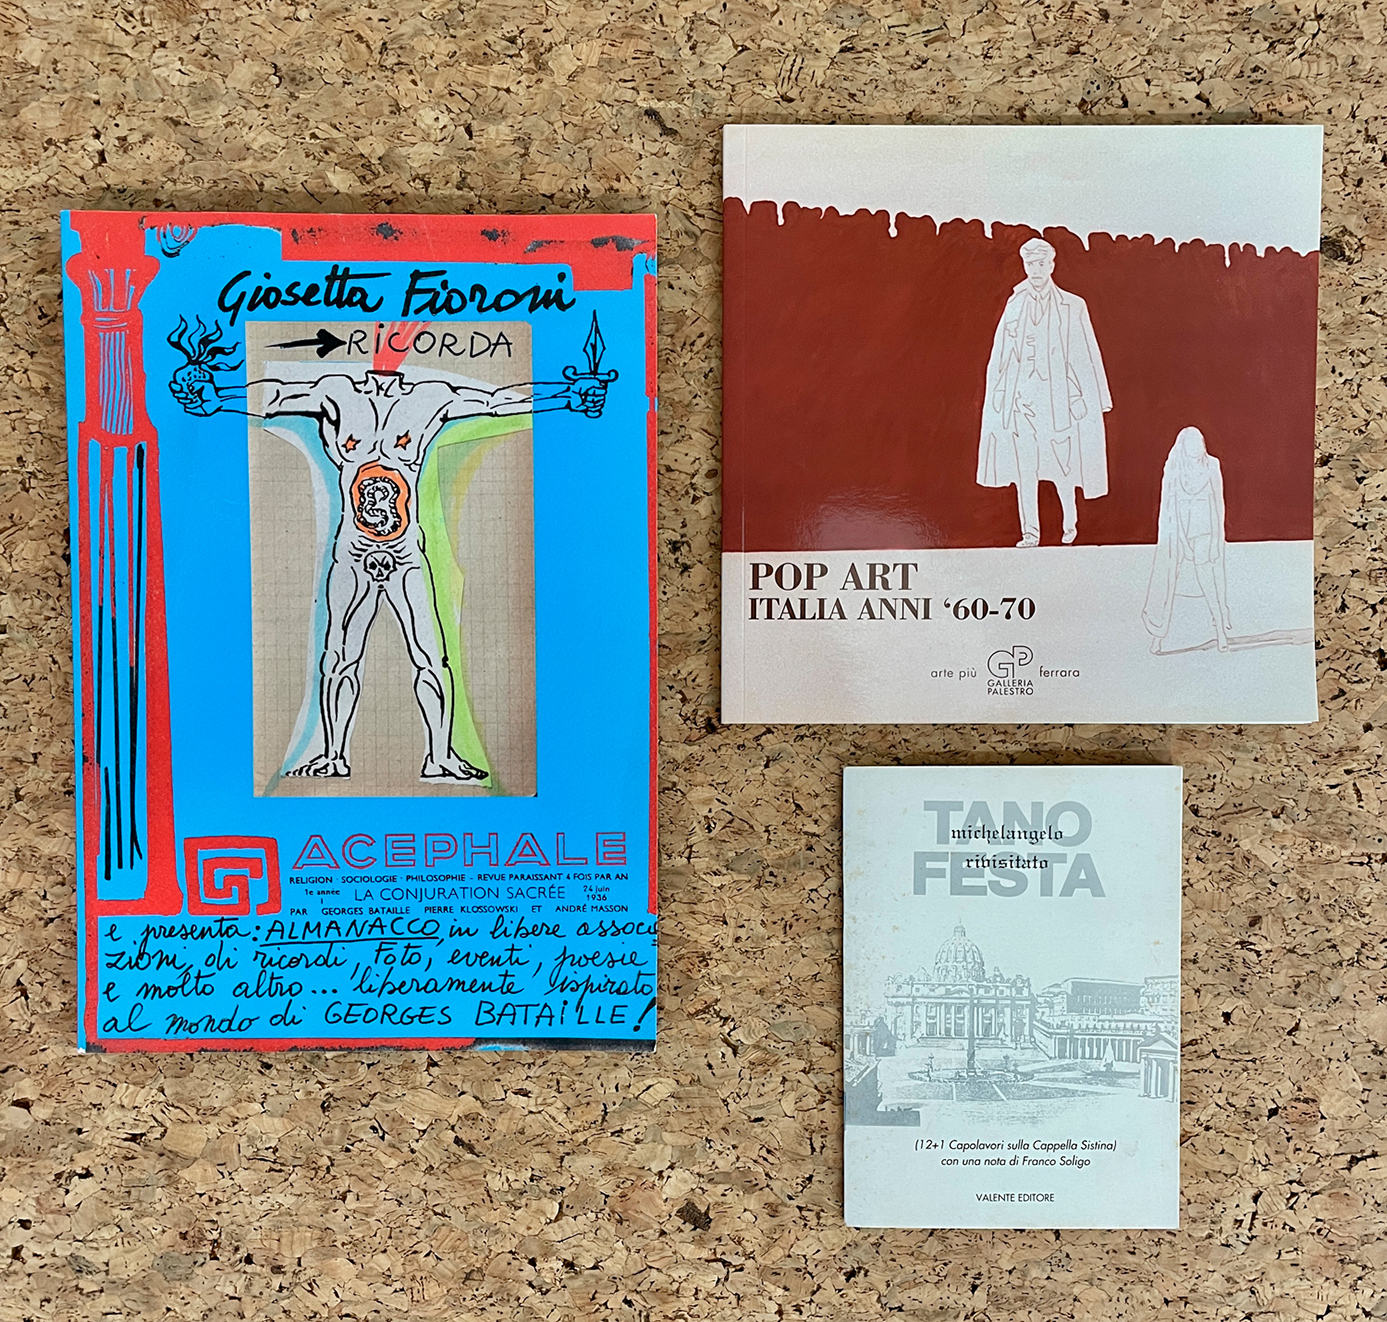 Giosetta Fioroni
RiCORDA
ACEPHALE
RELIGION · SOCIOLOGIE · PHILOSOPHIE - REVUE PARAISSANT 4 FOIS PAR AN
1e année
1
LA CONJURATION SACRÉE
24 juin
1936
PAR GEORGES BATAILLE PIERRE KLOSSOWSKI ET ANDRÉ MASSON
e presenta: ALMANACCO, in libere associa
zioni, di ricordi, foto, eventi, poesie
e molto altro... liberamente ispirato
al mondo di GEORGES BATAiLLE!
POP ART
ITALIA ANNI ‘60-70
arte più GP ferrara
GALLERIA
PALESTRO
TANO
michelangelo
rivisitato
FESTA
(12+1 Capolavori sulla Cappella Sistina)
con una nota di Franco Soligo
VALENTE EDITORE